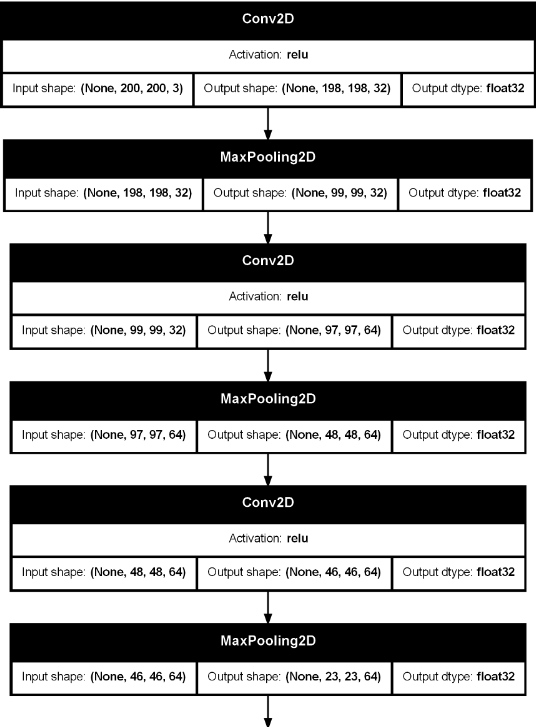 Conv2D
Activation: relu
Input shape: (None, 200, 200, 3) Output shape: (None, 198, 198, 32) Output dtype: float32
MaxPooling2D
Input shape: (None, 198, 198, 32) Output shape: (None, 99, 99, 32) Output dtype: float32
Conv2D
Activation: relu
Input shape: (None, 99, 99, 32) Output shape: (None, 97, 97, 64) Output dtype: float32
MaxPooling2D
Input shape: (None, 97, 97, 64) Output shape: (None, 48, 48, 64) Output dtype: float32
Conv2D
Activation: relu
Input shape: (None, 48, 48, 64) Output shape: (None, 46, 46, 64) Output dtype: float32
MaxPooling2D
Input shape: (None, 46, 46, 64) Output shape: (None, 23, 23, 64) Output dtype: float32